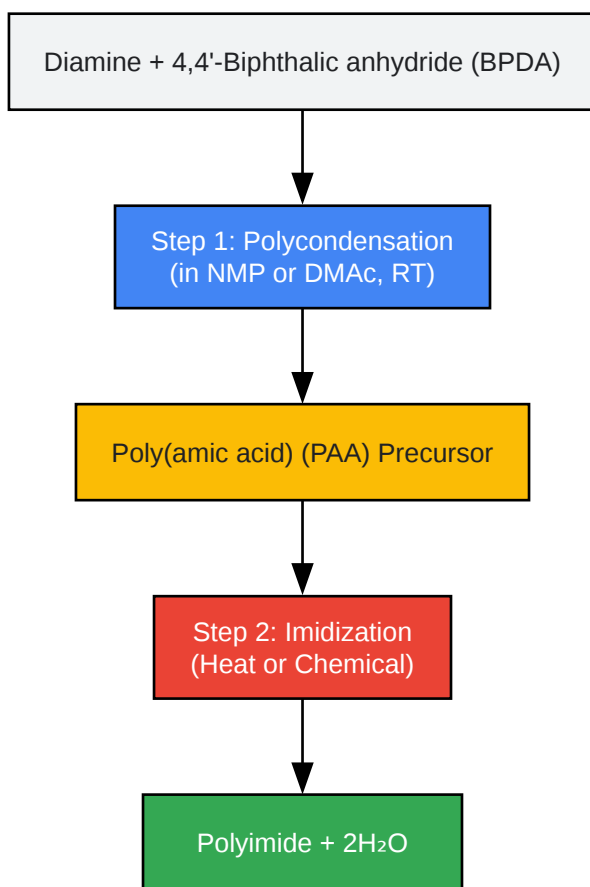 Diamine + 4,4'-Biphthalic anhydride (BPDA)
Step 1: Polycondensation
(in NMP or DMAc, RT)
Poly(amic acid) (PAA) Precursor
Step 2: Imidization
(Heat or Chemical)
Polyimide + 2H₂O